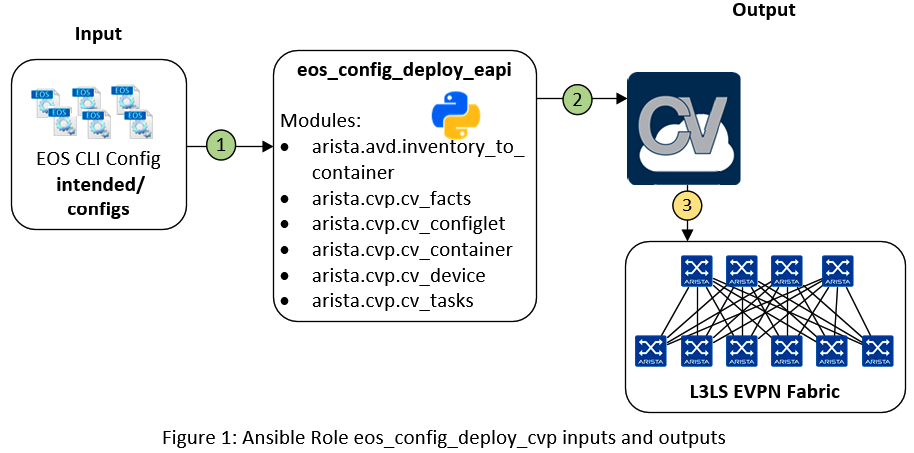 Input
Output
EOS
EOS
EOS
EOS
EOS
EOS
EOS CLI Config
intended/
configs
1
eos_config_deploy_eapi
Modules:
• arista.avd.inventory_to_
container
• arista.cvp.cv_facts
• arista.cvp.cv_configlet
• arista.cvp.cv_container
• arista.cvp.cv_device
• arista.cvp.cv_tasks
2
CV
3
ARISTA
ARISTA
ARISTA
ARISTA
ARISTA
ARISTA
ARISTA
ARISTA
ARISTA
ARISTA
L3LS EVPN Fabric
Figure 1: Ansible Role eos_config_deploy_cvp inputs and outputs